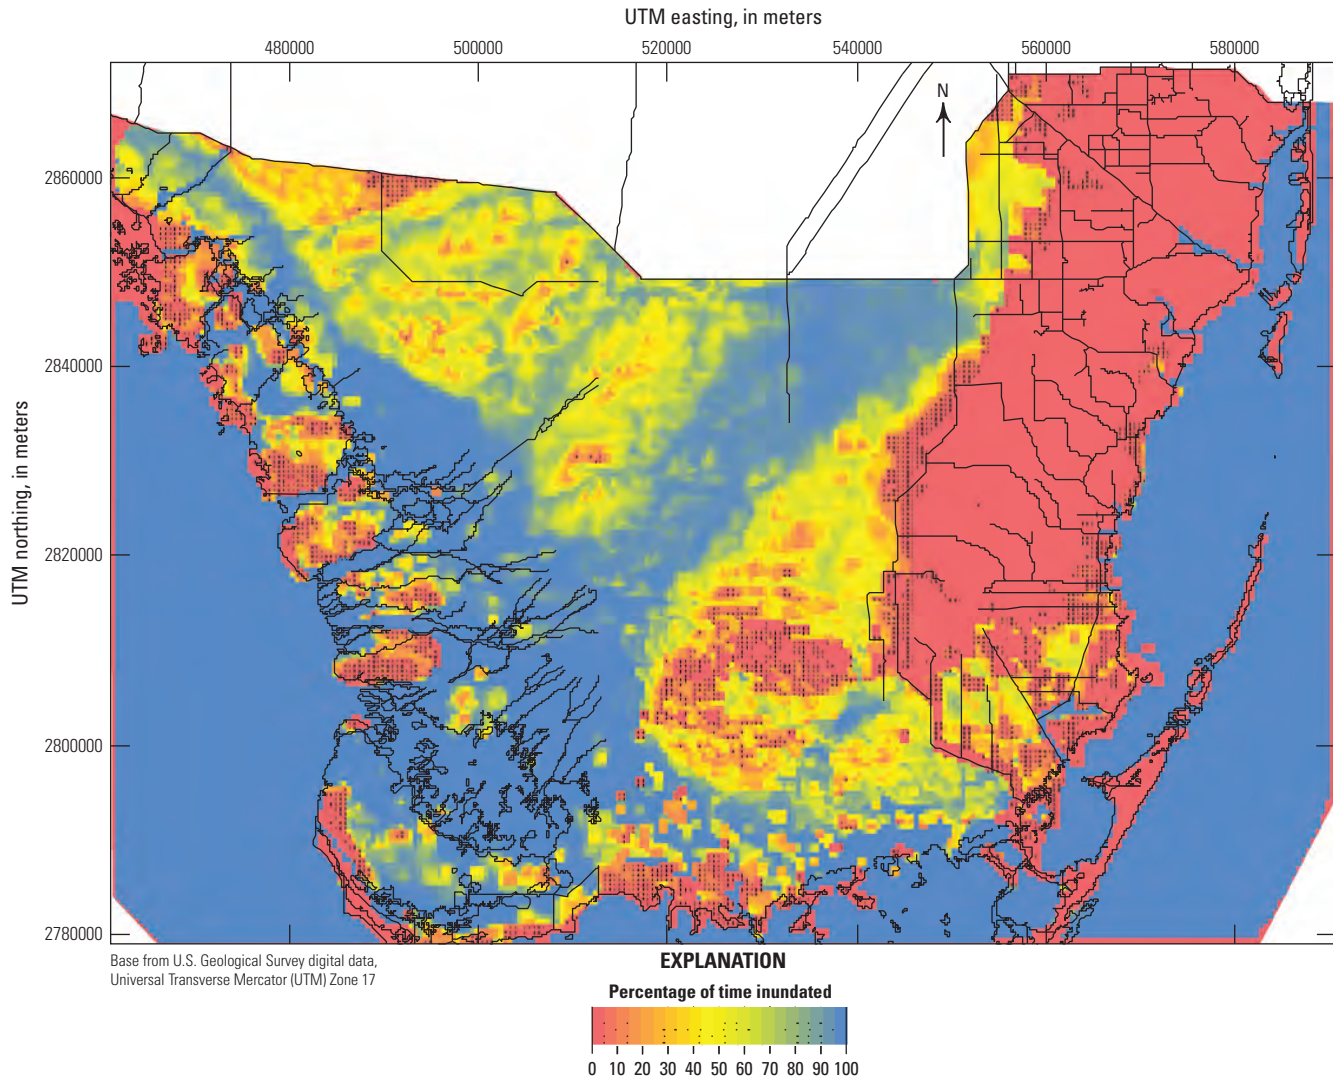 UTM easting, in meters
480000 500000 520000 540000 560000 580000
N
2860000
2840000
2820000
2800000
2780000
UTM northing, in meters
Base from U.S. Geological Survey digital data,
Universal Transverse Mercator (UTM) Zone 17
EXPLANATION
Percentage of time inundated
0 10 20 30 40 50 60 70 80 90 100